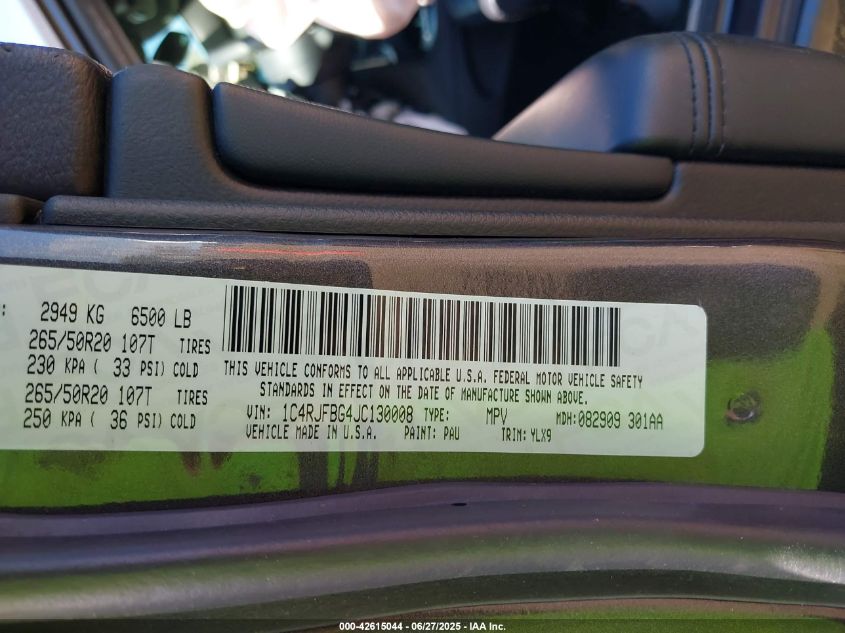 : 2949 KG 6500 LB
265/50R20 107T TIRES
230 KPA ( 33 PSI) COLD
265/50R20 107T TIRES
250 KPA ( 36 PSI) COLD
THIS VEHICLE CONFORMS TO ALL APPLICABLE U.S.A. FEDERAL MOTOR VEHICLE SAFETY
STANDARDS IN EFFECT ON THE DATE OF MANUFACTURE SHOWN ABOVE.
VIN: 1C4RJFBG4JC130008 TYPE: MPV MDH:082909 301AA
VEHICLE MADE IN U.S.A. PAINT: PAU TRIM: YLX9
000-42615044 - 06/27/2025 - IAA Inc.